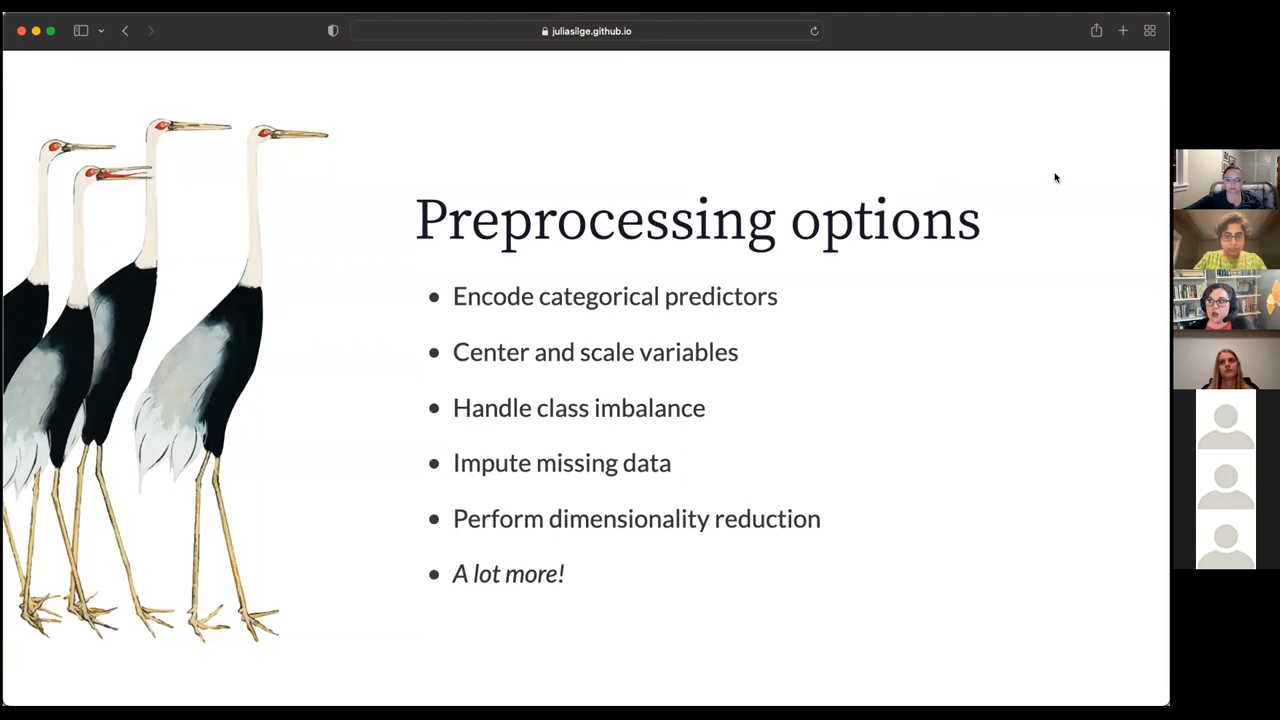 juliasilge.github.io
Preprocessing options
Encode categorical predictors
Center and scale variables
Handle class imbalance
Impute missing data
Perform dimensionality reduction
A lot more!